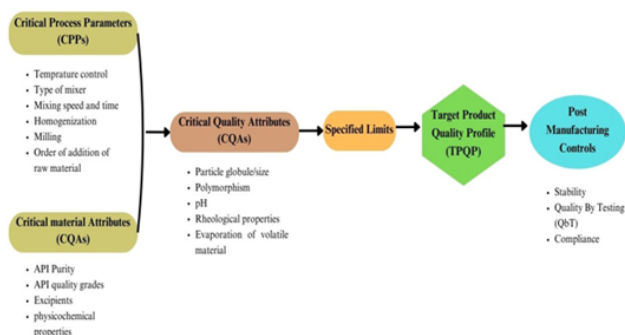 Critical Process Parameters
(CPPs)
• Temprature control
• Type of mixer
• Mixing speed and time
• Homogenization
• Milling
• Order of addition of
raw material
Critical material Attributes
(CQAs)
• API Purity
• API quality grades
• Excipients
• physicochemical
properties
Critical Quality Attributes
(CQAs)
• Particle globule/size
• Polymorphism
• pH
• Rheological properties
• Evaporation of volatile
material
Specified Limits
Target Product
Quality Profile
(TPQP)
Post
Manufacturing
Controls
• Stability
• Quality By Testing
(QbT)
• Compliance